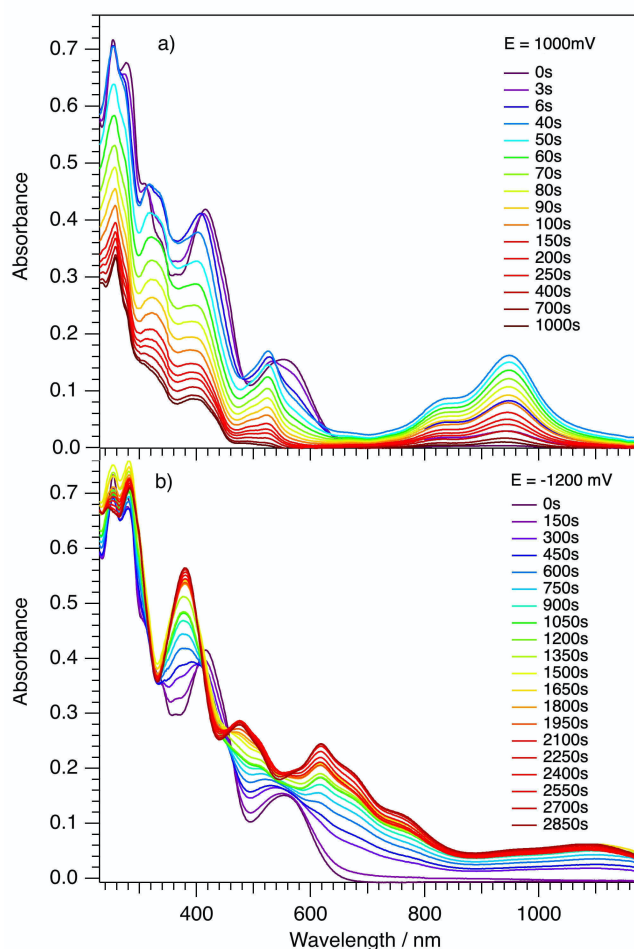 a)
E = 1000mV
0s
3s
6s
40s
50s
60s
70s
80s
90s
100s
150s
200s
250s
400s
700s
1000s
0.7
0.6
0.5
0.4
0.3
0.2
0.1
0.0
Absorbance
b)
E = -1200 mV
0s
150s
300s
450s
600s
750s
900s
1050s
1200s
1350s
1500s
1650s
1800s
1950s
2100s
2250s
2400s
2550s
2700s
2850s
0.7
0.6
0.5
0.4
0.3
0.2
0.1
0.0
Absorbance
400
600
800
1000
Wavelength / nm